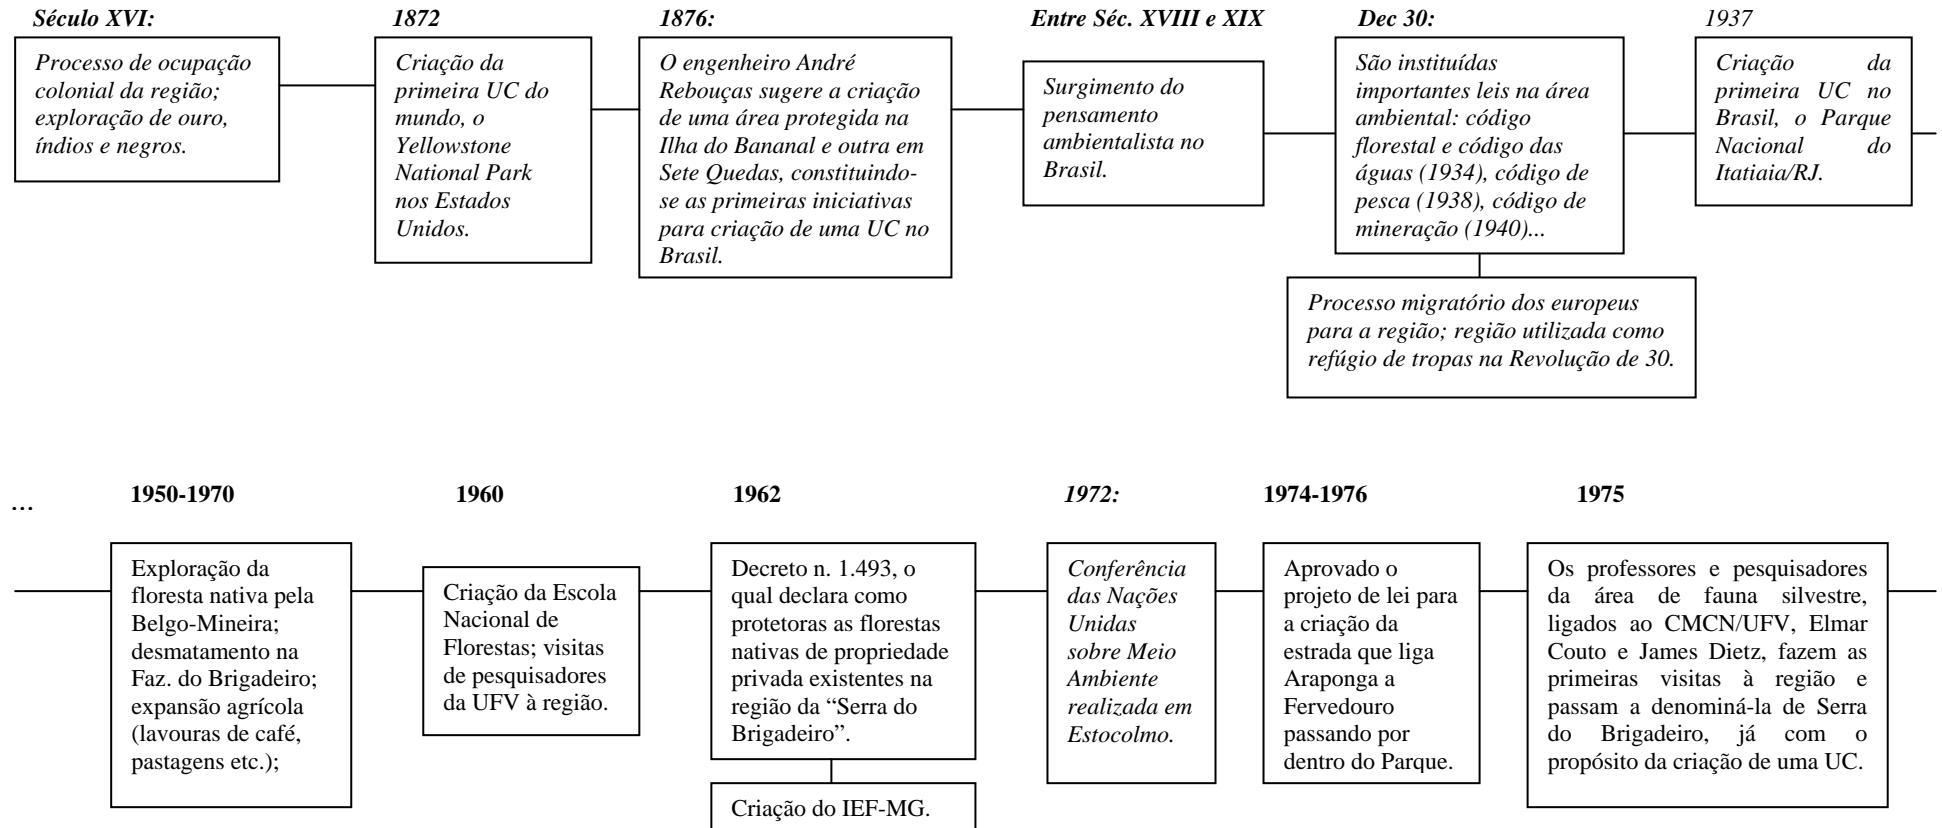 Século XVI:
Processo de ocupação
colonial da região;
exploração de ouro,
índios e negros.
1872
Criação da
primeira UC do
mundo, o
Yellowstone
National Park
nos Estados
Unidos.
1876:
O engenheiro André
Rebouças sugere a criação
de uma área protegida na
Ilha do Bananal e outra em
Sete Quedas, constituindo-
se as primeiras iniciativas
para criação de uma UC no
Brasil.
Entre Séc. XVIII e XIX
Surgimento do
pensamento
ambientalista no
Brasil.
Dec 30:
São instituídas
importantes leis na área
ambiental: código
florestal e código das
águas (1934), código de
pesca (1938), código de
mineração (1940)...
Processo migratório dos europeus
para a região; região utilizada como
refúgio de tropas na Revolução de 30.
1937
Criação da
primeira UC no
Brasil, o Parque
Nacional do
Itatiaia/RJ.
...
1950-1970
Exploração da
floresta nativa pela
Belgo-Mineira;
desmatamento na
Faz. do Brigadeiro;
expansão agrícola
(lavouras de café,
pastagens etc.);
1960
Criação da Escola
Nacional de
Florestas; visitas
de pesquisadores
da UFV à região.
1962
Decreto n. 1.493, o
qual declara como
protetoras as florestas
nativas de propriedade
privada existentes na
região da “Serra do
Brigadeiro”.
Criação do IEF-MG.
1972:
Conferência
das Nações
Unidas
sobre Meio
Ambiente
realizada em
Estocolmo.
1974-1976
Aprovado o
projeto de lei para
a criação da
estrada que liga
Araponga a
Fervedouro
passando por
dentro do Parque.
1975
Os professores e pesquisadores
da área de fauna silvestre,
ligados ao CMCN/UFV, Elmar
Couto e James Dietz, fazem as
primeiras visitas à região e
passam a denominá-la de Serra
do Brigadeiro, já com o
propósito da criação de uma UC.